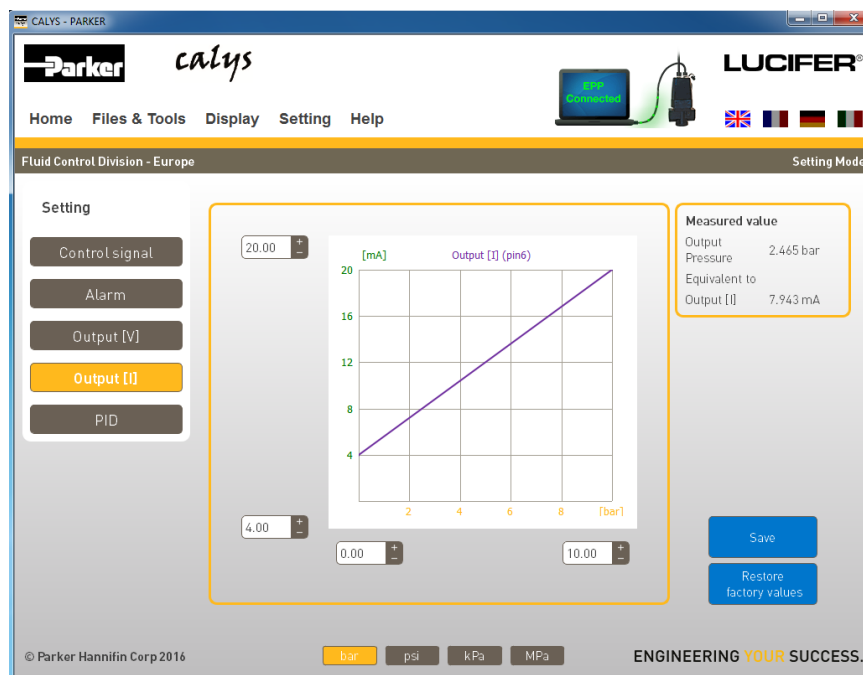 CALYS - PARKER
Parker
calys
EPP
Connected
LUCIFER®
Home Files & Tools Display Setting Help
Fluid Control Division - Europe
Setting Mode
Setting
Control signal
Alarm
Output [V]
Output [I]
PID
20.00
+
−
[mA]
Output [I] (pin6)
20
16
12
8
4
2 4 6 8 [bar]
4.00
+
−
0.00
+
−
10.00
+
−
Measured value
Output
Pressure 2.465 bar
Equivalent to
Output [I] 7.943 mA
Save
Restore
factory values
© Parker Hannifin Corp 2016
bar psi kPa MPa
ENGINEERING YOUR SUCCESS.